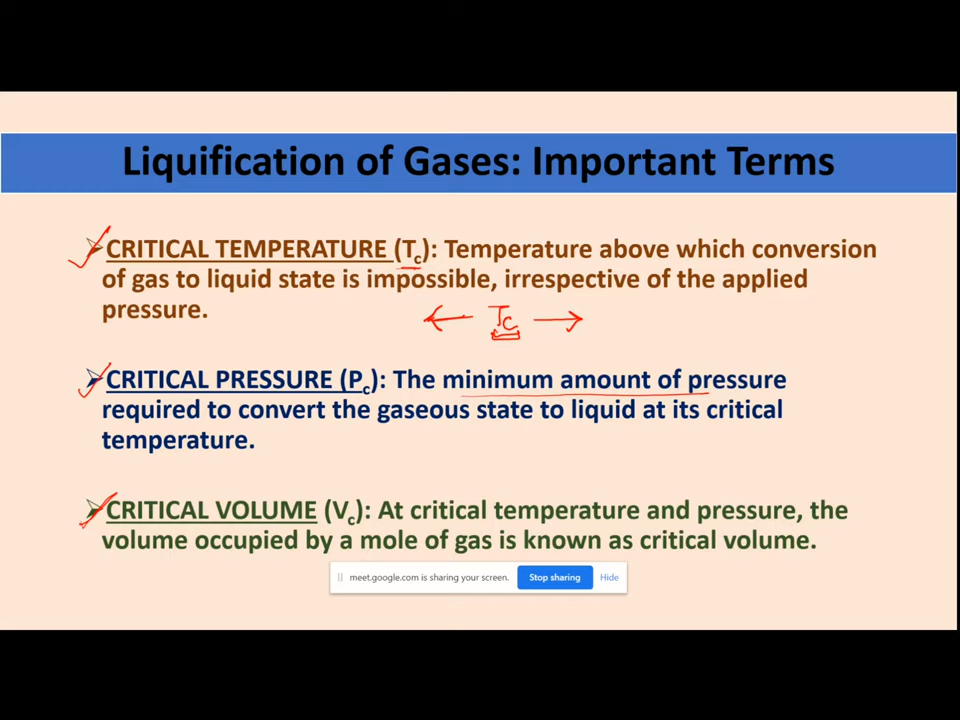 Liquification of Gases: Important Terms
CRITICAL TEMPERATURE (Tc): Temperature above which conversion
of gas to liquid state is impossible, irrespective of the applied
pressure.
Tc
CRITICAL PRESSURE (Pc): The minimum amount of pressure
required to convert the gaseous state to liquid at its critical
temperature.
CRITICAL VOLUME (Vc): At critical temperature and pressure, the
volume occupied by a mole of gas is known as critical volume.
meet.google.com is sharing your screen. Stop sharing Hide